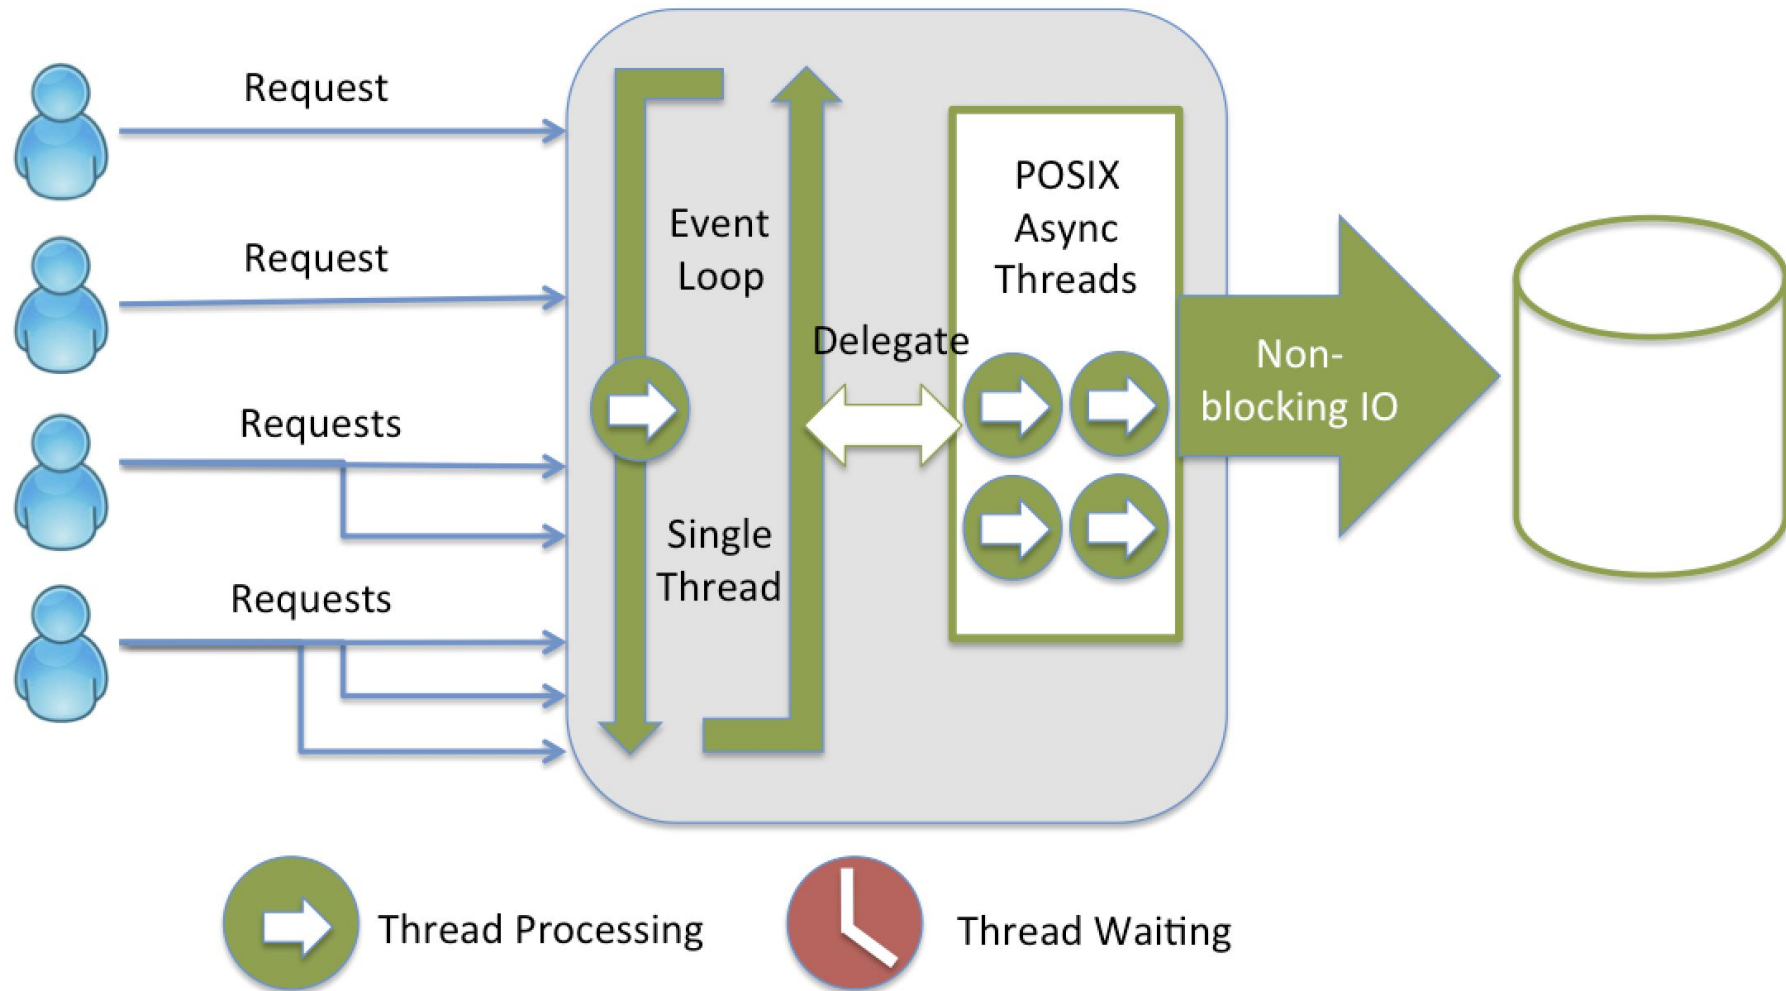 Request
Request
Requests
Requests
Event
Loop
Single
Thread
Delegate
POSIX
Async
Threads
Non-
blocking IO
Thread Processing
Thread Waiting